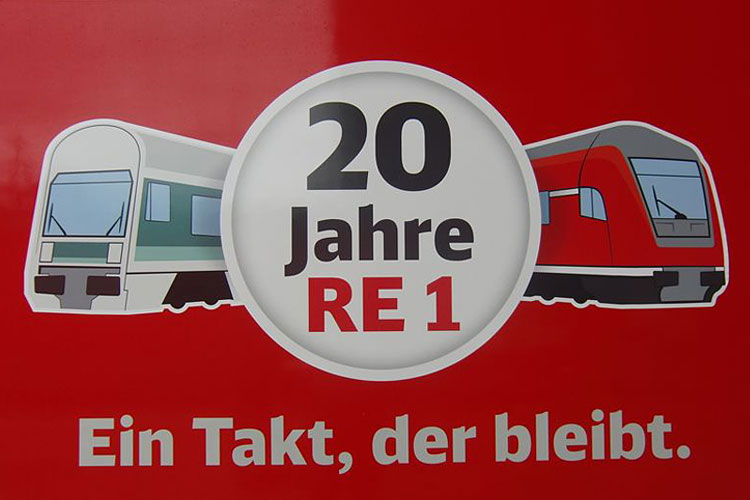 20
Jahre
RE 1
Ein Takt, der bleibt.